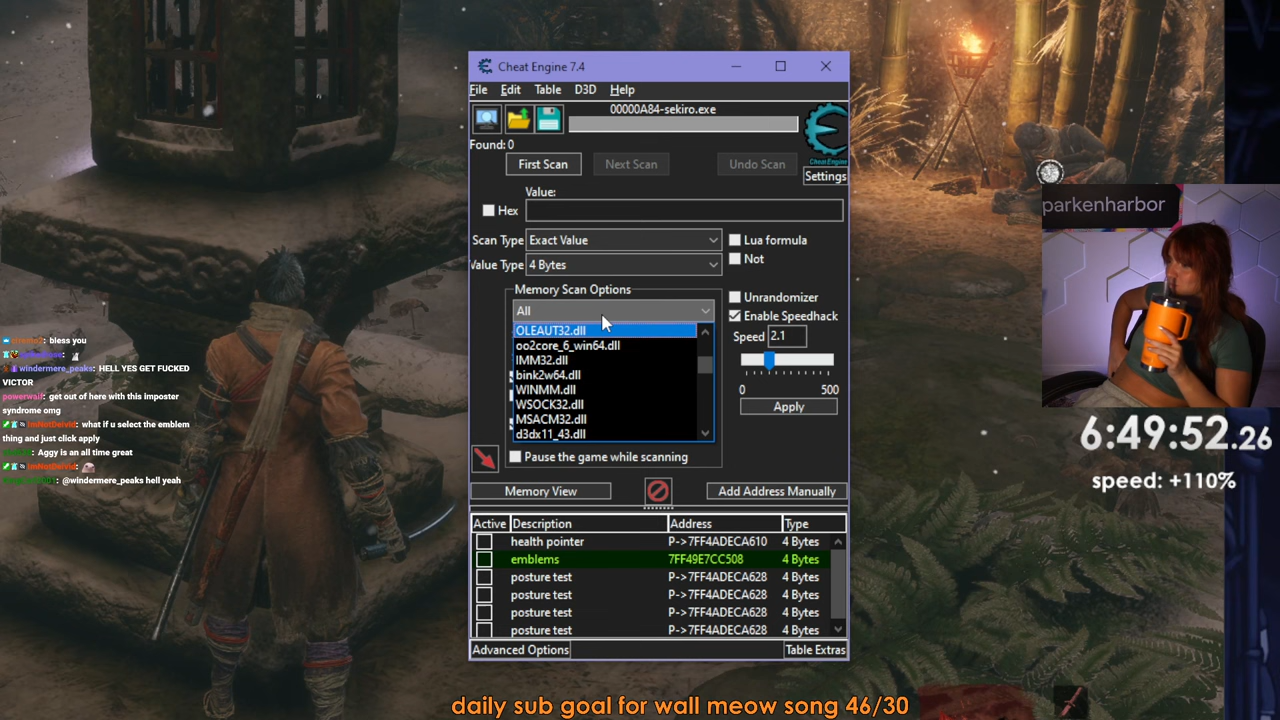 Cheat Engine 7.4
File Edit Table D3D Help
00000A84-sekiro.exe
Found: 0
First Scan Next Scan Undo Scan
CheatEngine
Settings
Value:
Hex
Scan Type Exact Value Lua formula
Not
Value Type 4 Bytes
Memory Scan Options
All
OLEAUT32.dll
oo2core_6_win64.dll
IMM32.dll
bink2w64.dll
WINMM.dll
WSOCK32.dll
MSACM32.dll
d3dx11_43.dll
Unrandomizer
Enable Speedhack
Speed 2.1
0 500
Apply
Pause the game while scanning
Memory View Add Address Manually
Active Description Address Type
health pointer P->7FF4ADECA610 4 Bytes
emblems 7FF49E7CC508 4 Bytes
posture test P->7FF4ADECA628 4 Bytes
posture test P->7FF4ADECA628 4 Bytes
posture test P->7FF4ADECA628 4 Bytes
posture test P->7FF4ADECA628 4 Bytes
Advanced Options Table Extras
bless you
windermere_peaks: HELL YES GET FUCKED
VICTOR
powerwaif: get out of here with this imposter
syndrome omg
ImNotDeivid: what if u select the emblem
thing and just click apply
Aggy is an all time great
ImNotDeivid:
@windermere_peaks hell yeah
parkenharbor
6:49:52.26
speed: +110%
daily sub goal for wall meow song 46/30